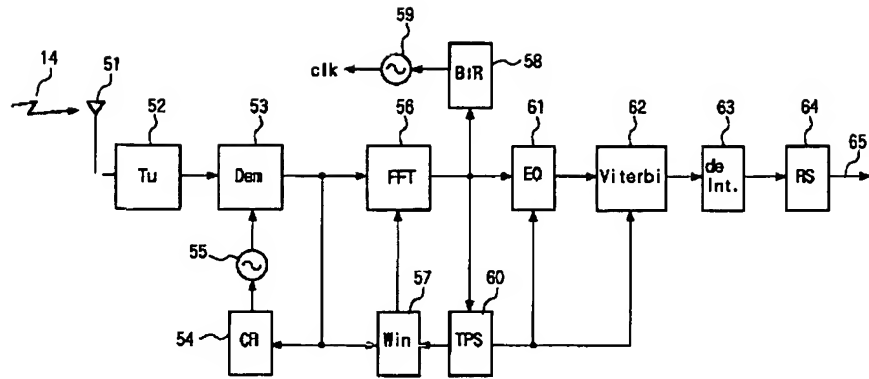 59
14
51
clk
BiR
58
52
53
56
61
62
63
64
65
Tu
Dem
FFT
EQ
Viterbi
de
Int.
RS
55
57
60
54
CR
Win
TPS